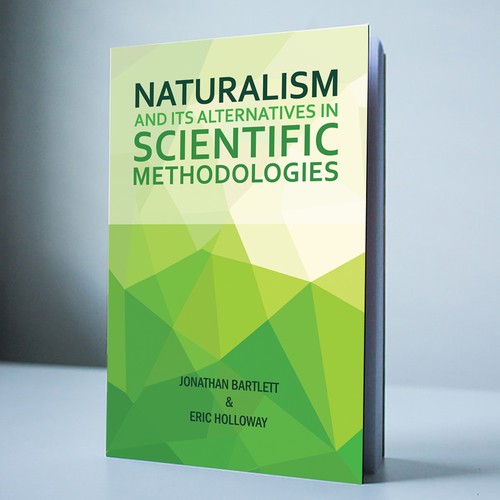 NATURALISM
AND ITS ALTERNATIVES IN
SCIENTIFIC
METHODOLOGIES
JONATHAN BARTLETT
&
ERIC HOLLOWAY